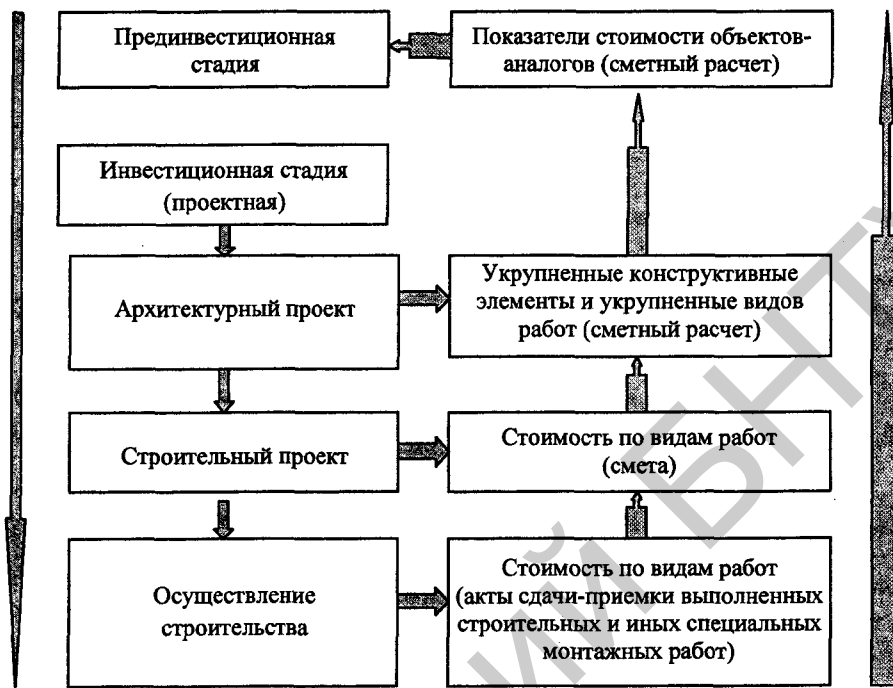 Прединвестиционная
стадия
Показатели стоимости объектов-
аналогов (сметный расчет)
Инвестиционная стадия
(проектная)
Архитектурный проект
Укрупненные конструктивные
элементы и укрупненные видов
работ (сметный расчет)
Строительный проект
Стоимость по видам работ
(смета)
Осуществление
строительства
Стоимость по видам работ
(акты сдачи-приемки выполненных
строительных и иных специальных
монтажных работ)